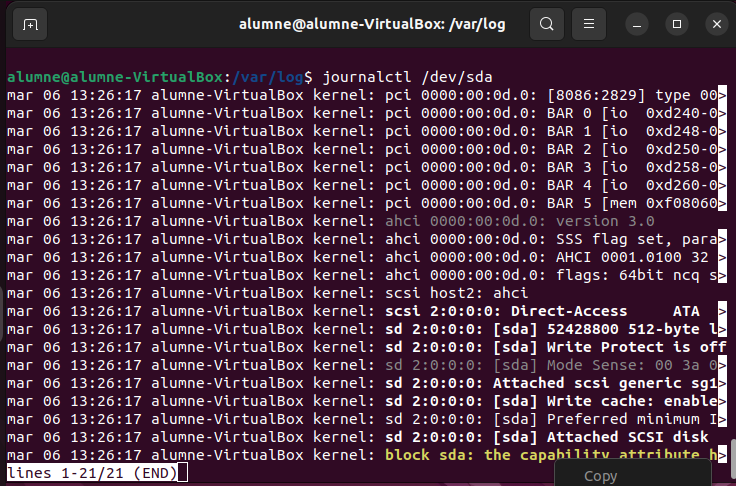 alumne@alumne-VirtualBox: /var/log
alumne@alumne-VirtualBox:/var/log$ journalctl /dev/sda
mar 06 13:26:17 alumne-VirtualBox kernel: pci 0000:00:0d.0: [8086:2829] type 00>
mar 06 13:26:17 alumne-VirtualBox kernel: pci 0000:00:0d.0: BAR 0 [io  0xd240-0>
mar 06 13:26:17 alumne-VirtualBox kernel: pci 0000:00:0d.0: BAR 1 [io  0xd248-0>
mar 06 13:26:17 alumne-VirtualBox kernel: pci 0000:00:0d.0: BAR 2 [io  0xd250-0>
mar 06 13:26:17 alumne-VirtualBox kernel: pci 0000:00:0d.0: BAR 3 [io  0xd258-0>
mar 06 13:26:17 alumne-VirtualBox kernel: pci 0000:00:0d.0: BAR 4 [io  0xd260-0>
mar 06 13:26:17 alumne-VirtualBox kernel: pci 0000:00:0d.0: BAR 5 [mem 0xf08060>
mar 06 13:26:17 alumne-VirtualBox kernel: ahci 0000:00:0d.0: version 3.0
mar 06 13:26:17 alumne-VirtualBox kernel: ahci 0000:00:0d.0: SSS flag set, para>
mar 06 13:26:17 alumne-VirtualBox kernel: ahci 0000:00:0d.0: AHCI 0001.0100 32 >
mar 06 13:26:17 alumne-VirtualBox kernel: ahci 0000:00:0d.0: flags: 64bit ncq s>
mar 06 13:26:17 alumne-VirtualBox kernel: scsi host2: ahci
mar 06 13:26:17 alumne-VirtualBox kernel: scsi 2:0:0:0: Direct-Access     ATA  >
mar 06 13:26:17 alumne-VirtualBox kernel: sd 2:0:0:0: [sda] 52428800 512-byte l>
mar 06 13:26:17 alumne-VirtualBox kernel: sd 2:0:0:0: [sda] Write Protect is off
mar 06 13:26:17 alumne-VirtualBox kernel: sd 2:0:0:0: [sda] Mode Sense: 00 3a 0>
mar 06 13:26:17 alumne-VirtualBox kernel: sd 2:0:0:0: Attached scsi generic sg1>
mar 06 13:26:17 alumne-VirtualBox kernel: sd 2:0:0:0: [sda] Write cache: enable>
mar 06 13:26:17 alumne-VirtualBox kernel: sd 2:0:0:0: [sda] Preferred minimum I>
mar 06 13:26:17 alumne-VirtualBox kernel: sd 2:0:0:0: [sda] Attached SCSI disk
mar 06 13:26:17 alumne-VirtualBox kernel: block sda: the capability attribute h>
lines 1-21/21 (END)
Copy